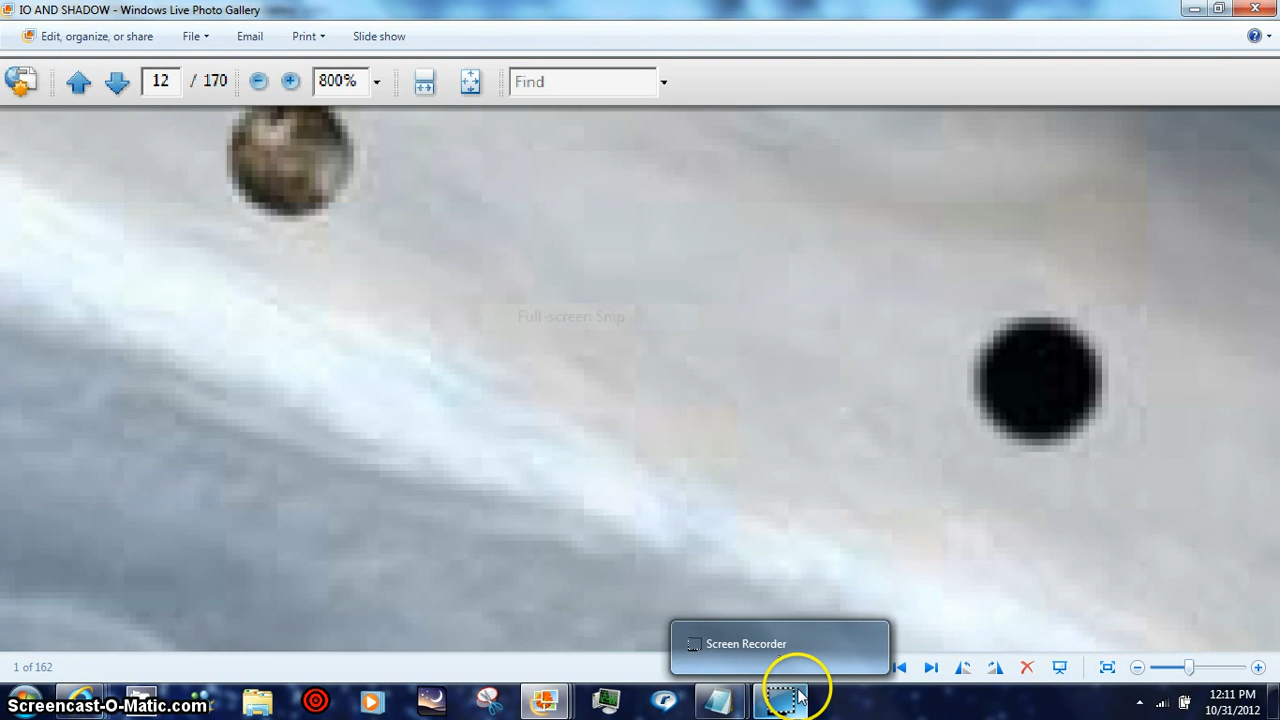 IO AND SHADOW - Windows Live Photo Gallery
Edit, organize, or share File Email Print Slide show
12 / 170 800% Find
Full-screen Snip
Screen Recorder
1 of 162
12:11 PM
10/31/2012
Screencast-O-Matic.com